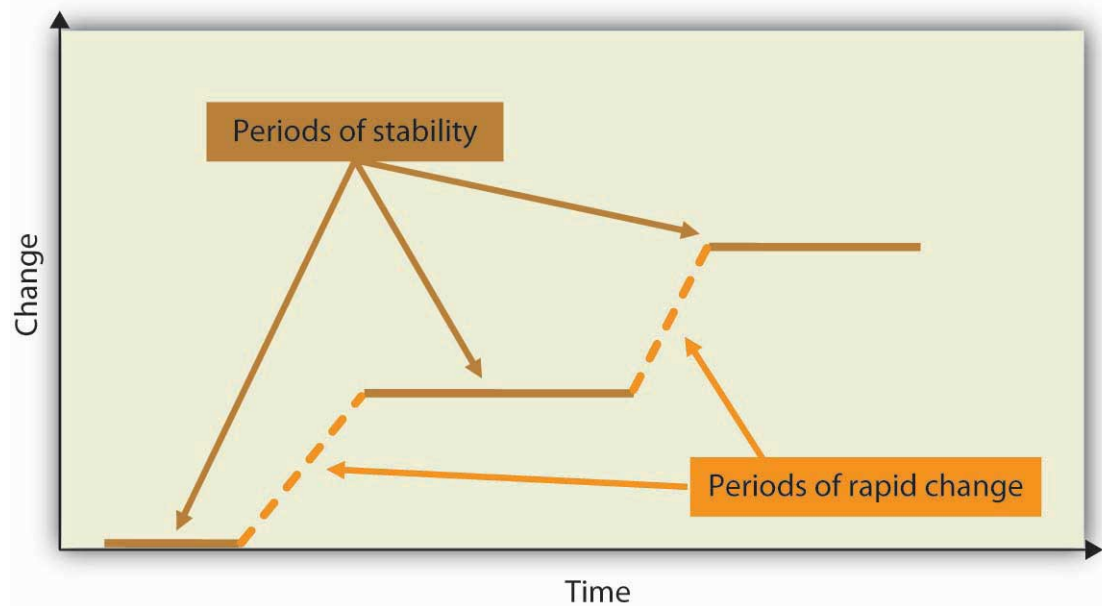 Periods of stability
Change
Periods of rapid change
Time